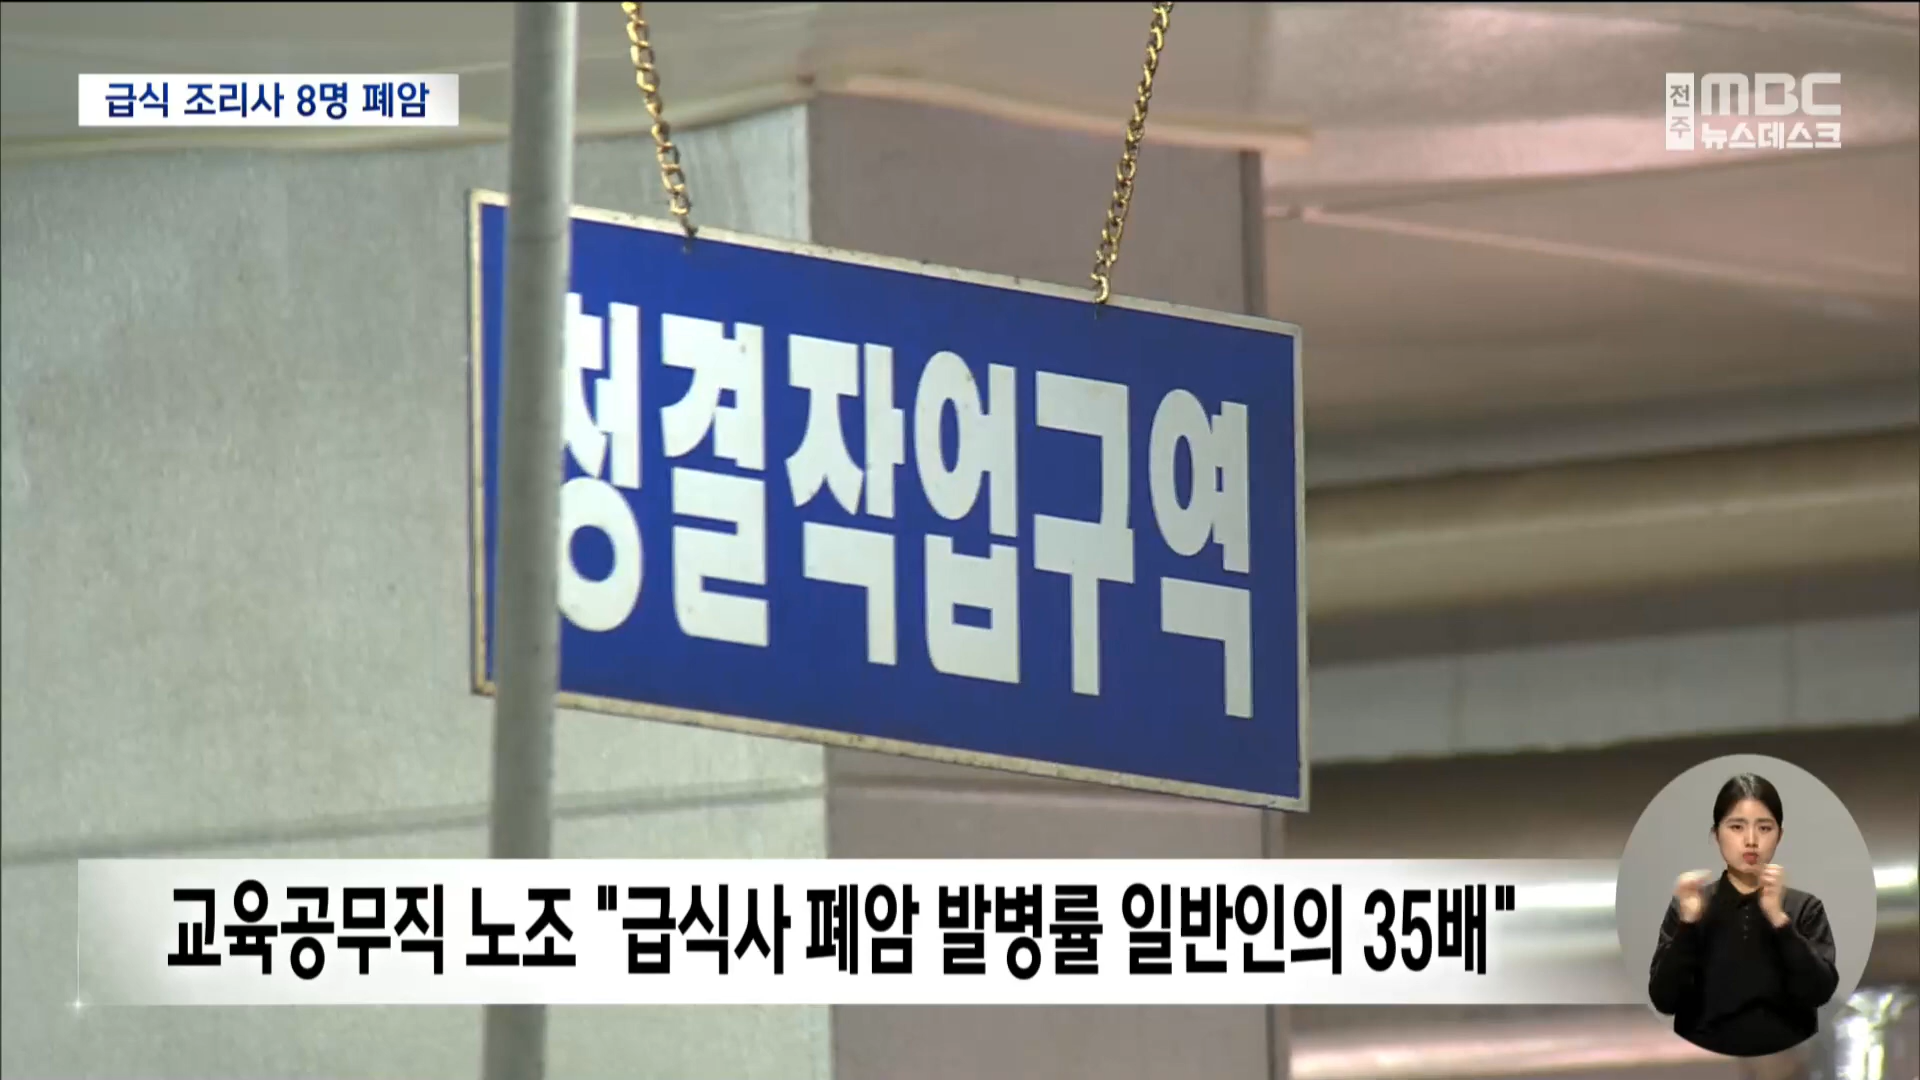 급식 조리사 8명 폐암
전주 MBC
뉴스데스크
청결작업구역
교육공무직 노조 "급식사 폐암 발병률 일반인의 35배"